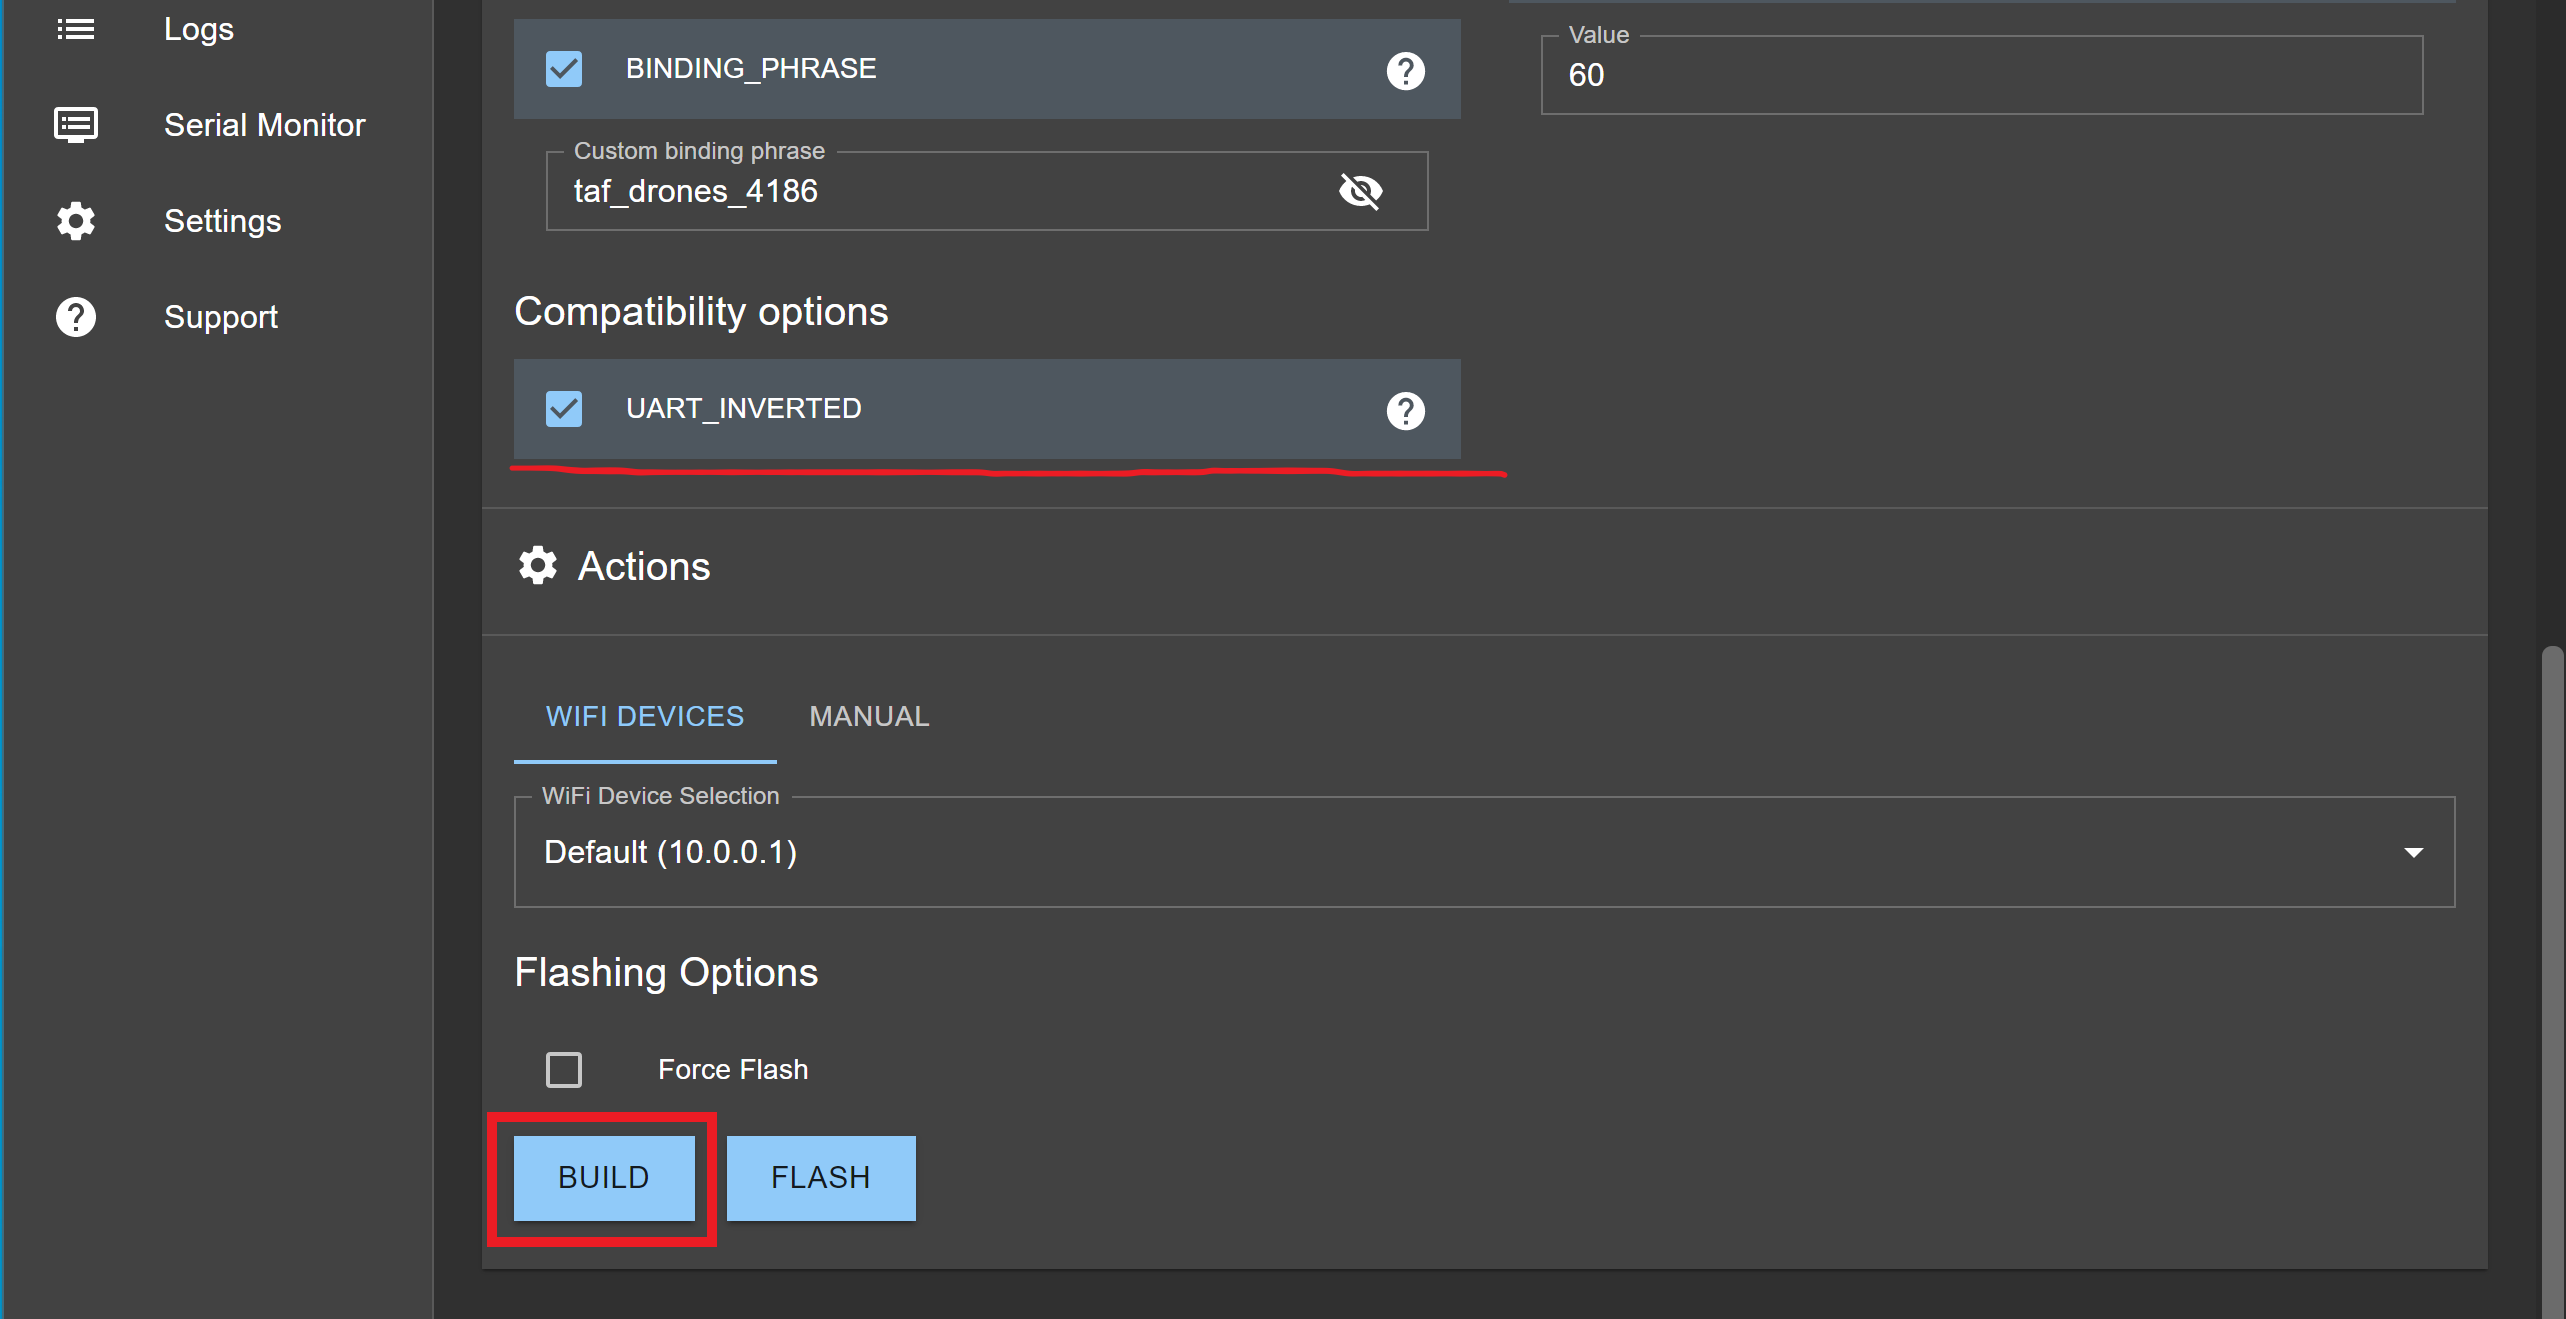 Logs
Serial Monitor
Settings
Support
BINDING_PHRASE
Custom binding phrase
taf_drones_4186
Value
60
Compatibility options
UART_INVERTED
Actions
WIFI DEVICES
MANUAL
WiFi Device Selection
Default (10.0.0.1)
Flashing Options
Force Flash
BUILD
FLASH